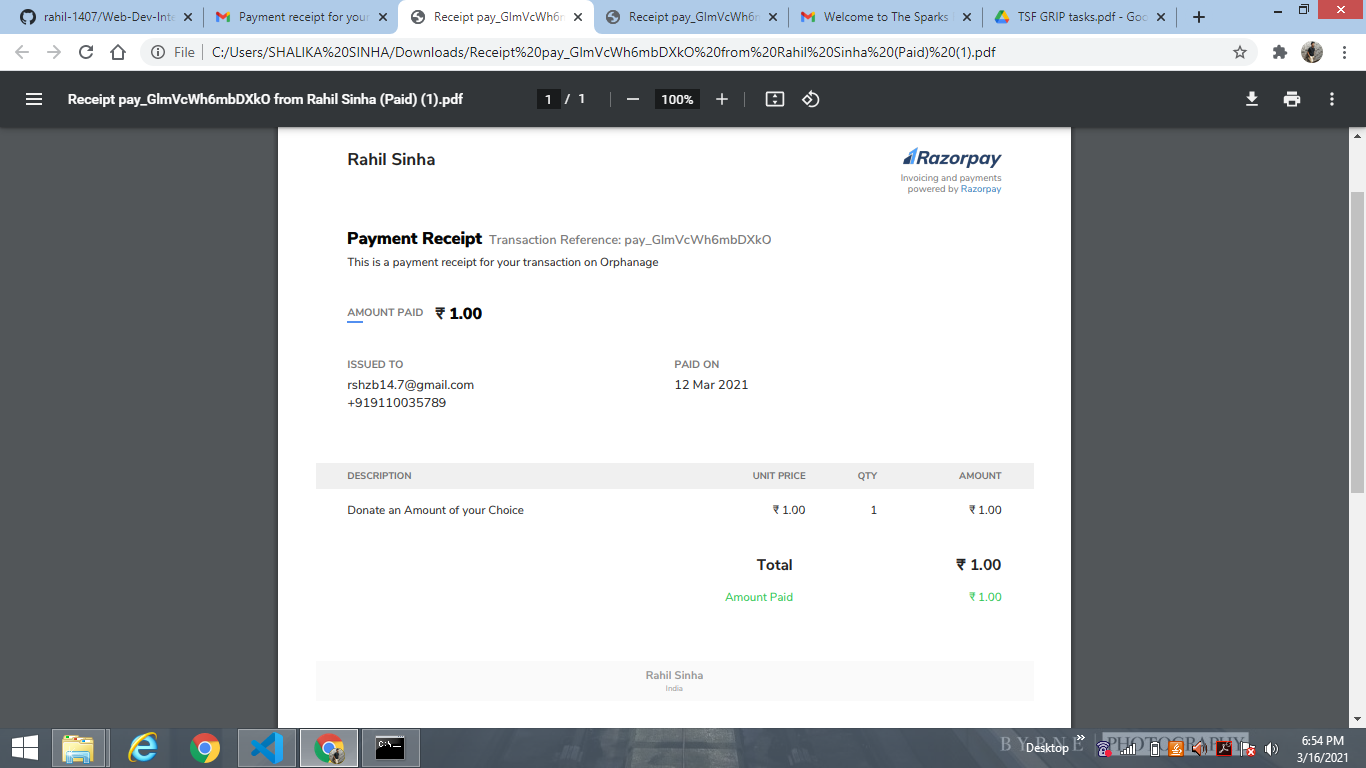 rahil-1407/Web-Dev-Inte
Payment receipt for your
Receipt pay_GlmVcWh6m
Receipt pay_GlmVcWh6m
Welcome to The Sparks
TSF GRIP tasks.pdf - Goo
File
C:/Users/SHALIKA%20SINHA/Downloads/Receipt%20pay_GlmVcWh6mbDXkO%20from%20Rahil%20Sinha%20(Paid)%20(1).pdf
Receipt pay_GlmVcWh6mbDXkO from Rahil Sinha (Paid) (1).pdf
1 / 1
100%
Rahil Sinha
Razorpay
Invoicing and payments
powered by Razorpay
Payment Receipt Transaction Reference: pay_GlmVcWh6mbDXkO
This is a payment receipt for your transaction on Orphanage
AMOUNT PAID ₹ 1.00
ISSUED TO
rshzb14.7@gmail.com
+919110035789
PAID ON
12 Mar 2021
DESCRIPTION UNIT PRICE QTY AMOUNT
Donate an Amount of your Choice ₹ 1.00 1 ₹ 1.00
Total ₹ 1.00
Amount Paid ₹ 1.00
Rahil Sinha
India
BYRNE PHOTOGRAPHY
Desktop
6:54 PM
3/16/2021